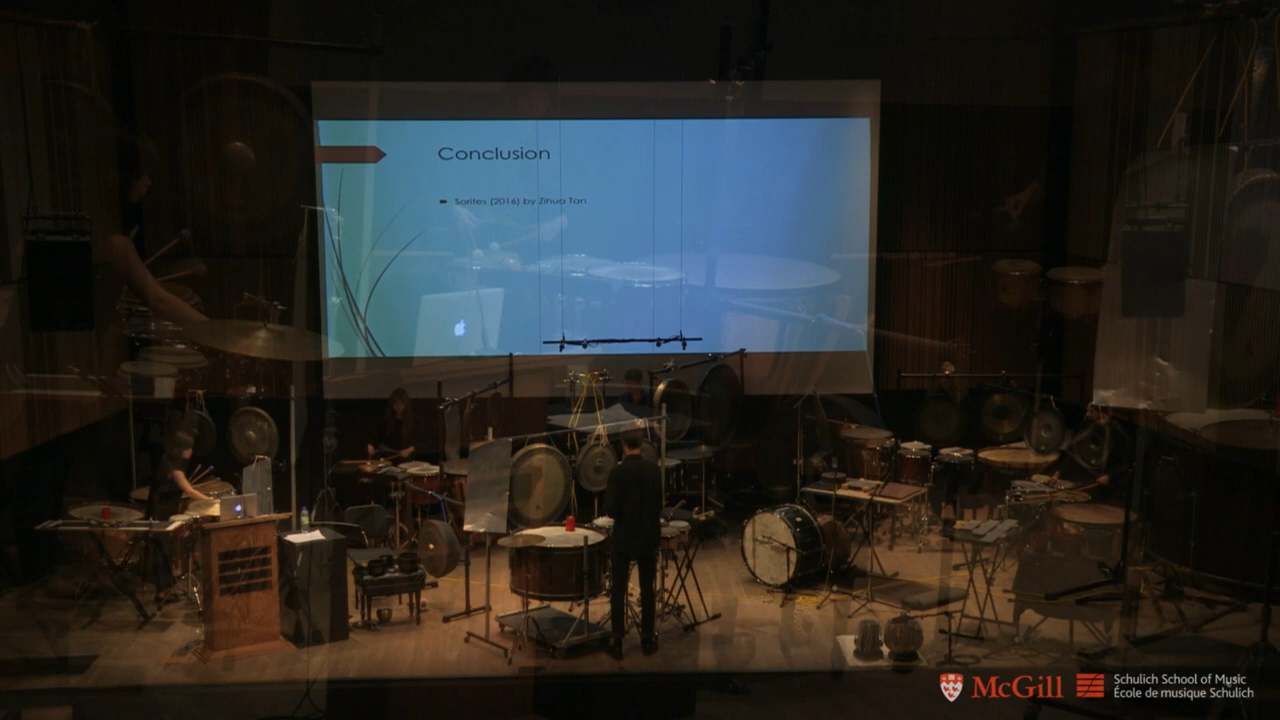 Conclusion
Sorites (2016) by Zihua Tan
McGill
Schulich School of Music
École de musique Schulich